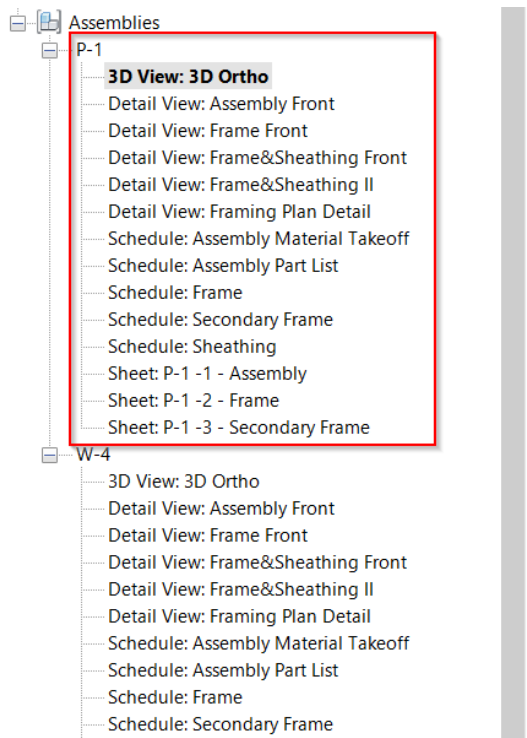 Assemblies
P-1
3D View: 3D Ortho
Detail View: Assembly Front
Detail View: Frame Front
Detail View: Frame&Sheathing Front
Detail View: Frame&Sheathing II
Detail View: Framing Plan Detail
Schedule: Assembly Material Takeoff
Schedule: Assembly Part List
Schedule: Frame
Schedule: Secondary Frame
Schedule: Sheathing
Sheet: P-1 -1 - Assembly
Sheet: P-1 -2 - Frame
Sheet: P-1 -3 - Secondary Frame
W-4
3D View: 3D Ortho
Detail View: Assembly Front
Detail View: Frame Front
Detail View: Frame&Sheathing Front
Detail View: Frame&Sheathing II
Detail View: Framing Plan Detail
Schedule: Assembly Material Takeoff
Schedule: Assembly Part List
Schedule: Frame
Schedule: Secondary Frame